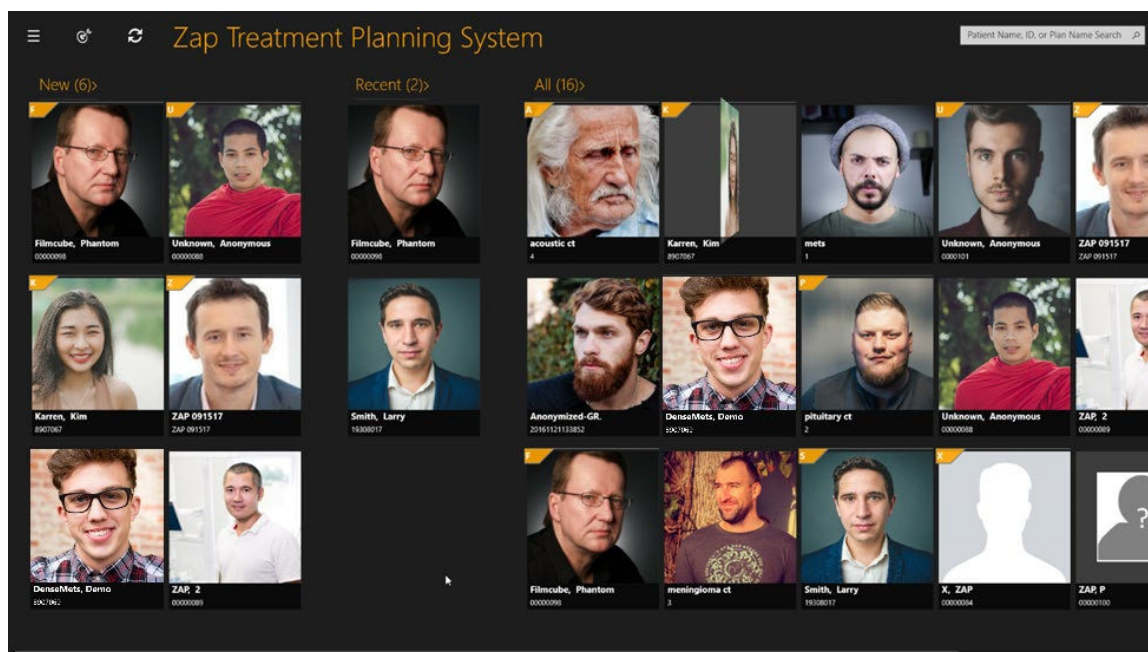 Zap Treatment Planning System
Patient Name, ID, or Plan Name Search
New (6)>
Recent (2)>
All (16)>
F
U
A
K
U
Z
Filmcube, Phantom
00000098
Unknown, Anonymous
00000088
Filmcube, Phantom
00000098
acoustic ct
4
Karren, Kim
8907067
mets
1
Unknown, Anonymous
0000101
ZAP 091517
ZAP 091517
K
Z
P
Karren, Kim
8907067
ZAP 091517
ZAP 091517
Smith, Larry
19308017
Anonymized-GR.
20161121133852
DenseMets, Demo
pituitary ct
2
Unknown, Anonymous
00000088
ZAP, 2
00000089
F
S
X
?
DenseMets, Demo
ZAP, 2
00000089
Filmcube, Phantom
00000098
meningioma ct
3
Smith, Larry
19308017
X, ZAP
00000084
ZAP, P
00000100